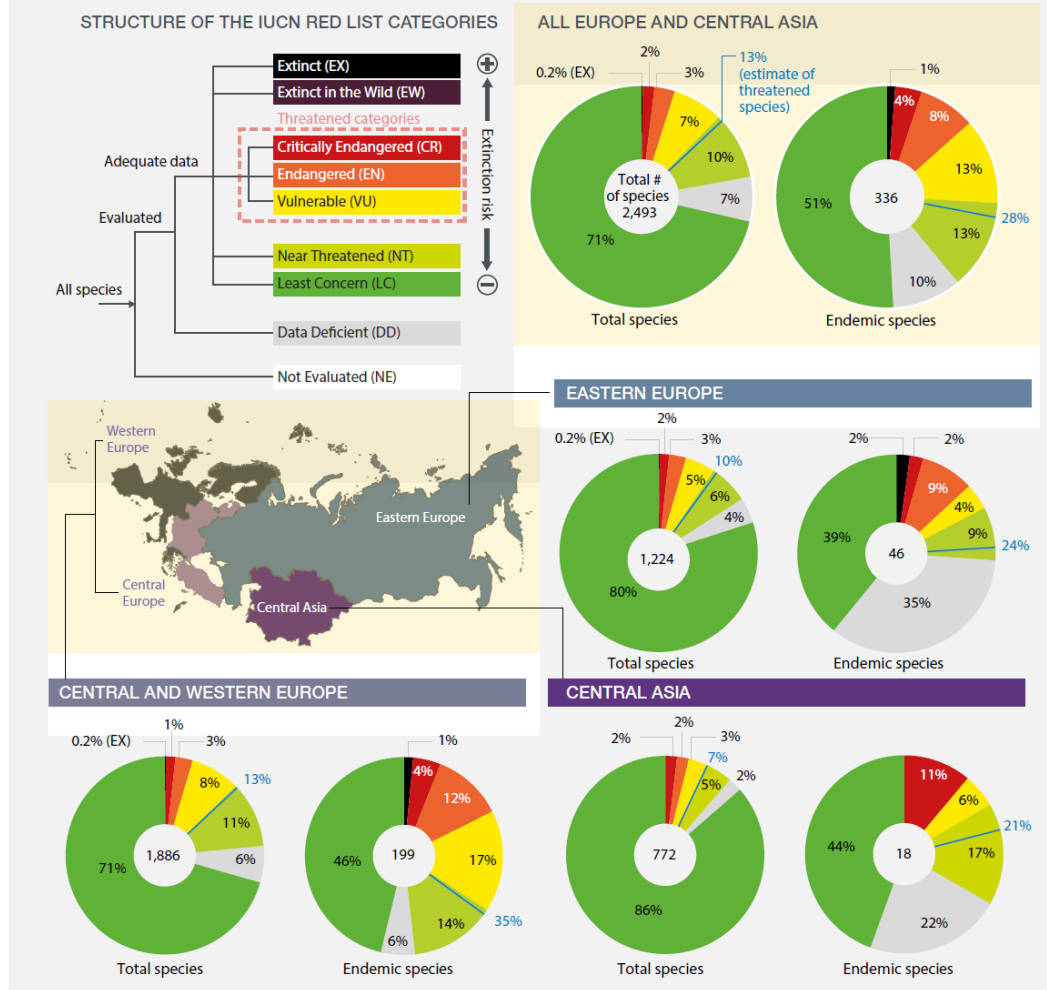 STRUCTURE OF THE IUCN RED LIST CATEGORIES
Extinct (EX)
Extinct in the Wild (EW)
Threatened categories
Critically Endangered (CR)
Endangered (EN)
Vulnerable (VU)
Near Threatened (NT)
Least Concern (LC)
Data Deficient (DD)
Not Evaluated (NE)
Adequate data
Evaluated
All species
Extinction risk
ALL EUROPE AND CENTRAL ASIA
0.2% (EX)
2%
3%
13%
(estimate of
threatened
species)
7%
10%
7%
71%
Total #
of species
2,493
Total species
1%
4%
8%
13%
28%
13%
10%
51%
336
Endemic species
Western
Europe
Central
Europe
Eastern Europe
Central Asia
EASTERN EUROPE
0.2% (EX)
2%
3%
10%
5%
6%
4%
80%
1,224
Total species
2%
2%
9%
4%
9%
24%
35%
39%
46
Endemic species
CENTRAL AND WESTERN EUROPE
0.2% (EX)
1%
3%
8%
13%
11%
6%
71%
1,886
Total species
1%
4%
12%
17%
35%
14%
6%
46%
199
Endemic species
CENTRAL ASIA
2%
2%
3%
7%
5%
2%
86%
772
Total species
11%
6%
21%
17%
22%
44%
18
Endemic species